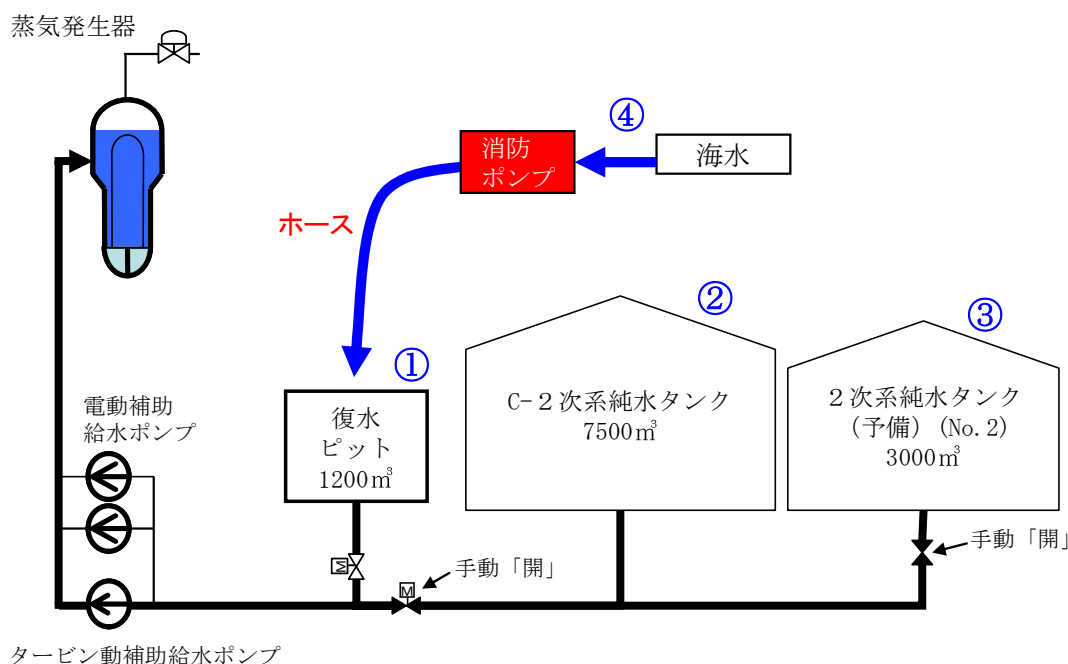 蒸気発生器
④
消防
ポンプ
海水
ホース
②
③
①
復水
ピット
1200㎥
C-２次系純水タンク
7500㎥
２次系純水タンク
（予備）(No.2)
3000㎥
電動補助
給水ポンプ
手動「開」
M
手動「開」
M
タービン動補助給水ポンプ